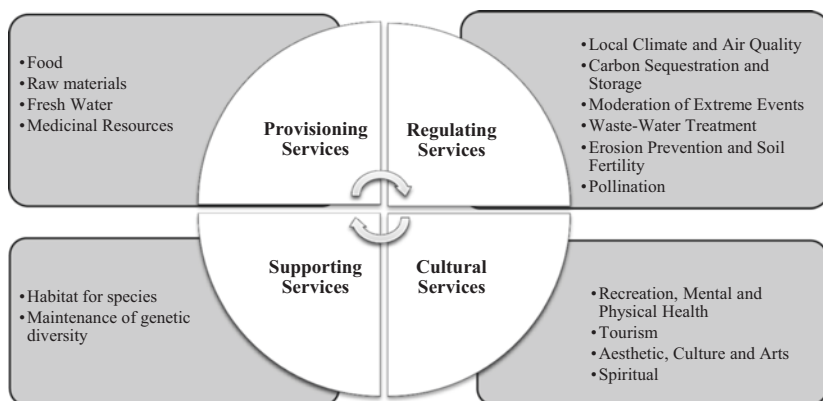 •Food
•Raw materials
•Fresh Water
•Medicinal Resources
Provisioning
Services
Regulating
Services
•Local Climate and Air Quality
•Carbon Sequestration and
Storage
•Moderation of Extreme Events
•Waste-Water Treatment
•Erosion Prevention and Soil
Fertility
•Pollination
•Habitat for species
•Maintenance of genetic
diversity
Supporting
Services
Cultural
Services
•Recreation, Mental and
Physical Health
•Tourism
•Aesthetic, Culture and Arts
•Spiritual